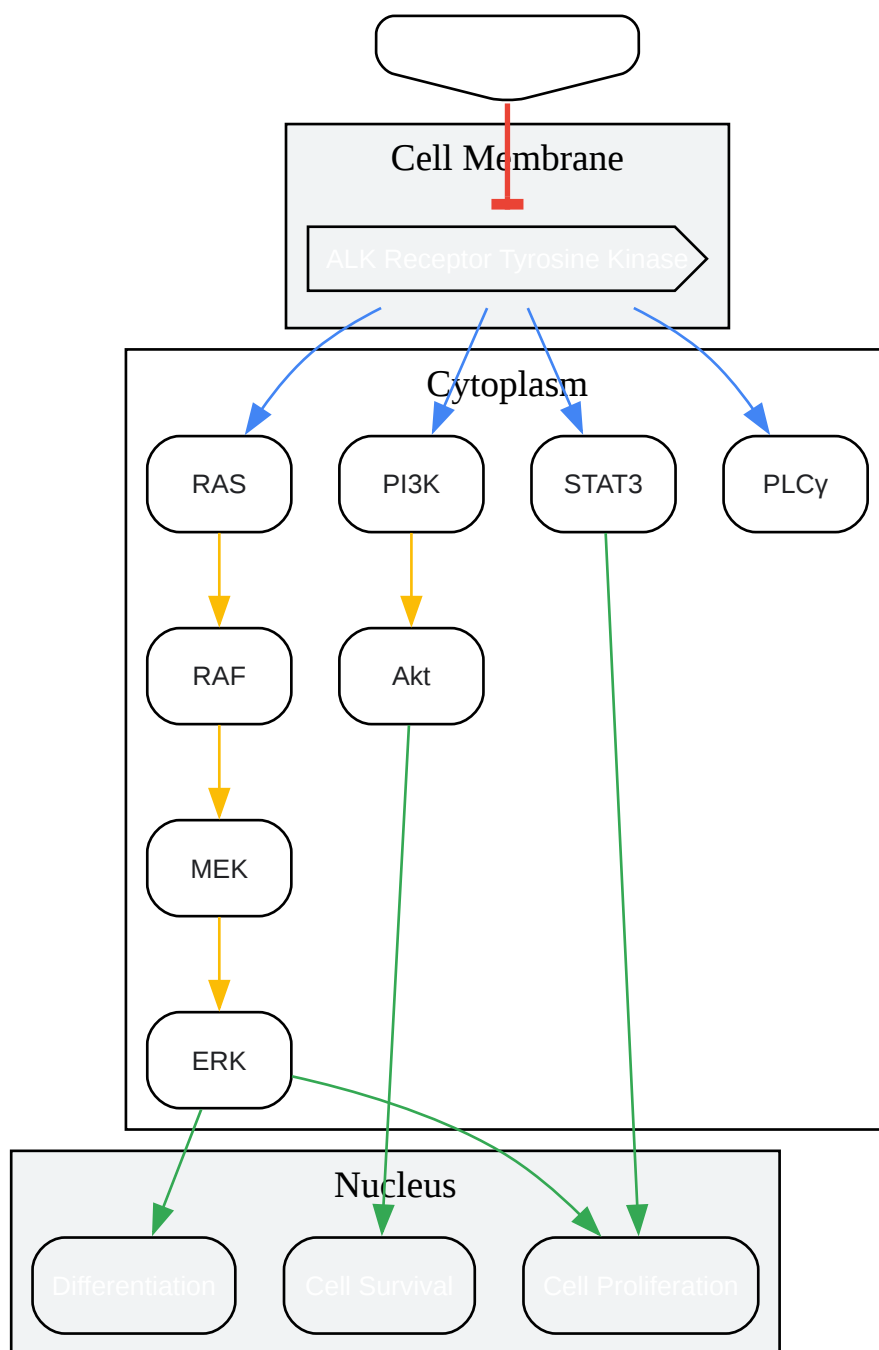 Cell Membrane
ALK Receptor Tyrosine Kinase
Cytoplasm
RAS
PI3K
STAT3
PLCγ
RAF
Akt
MEK
ERK
Nucleus
Differentiation
Cell Survival
Cell Proliferation